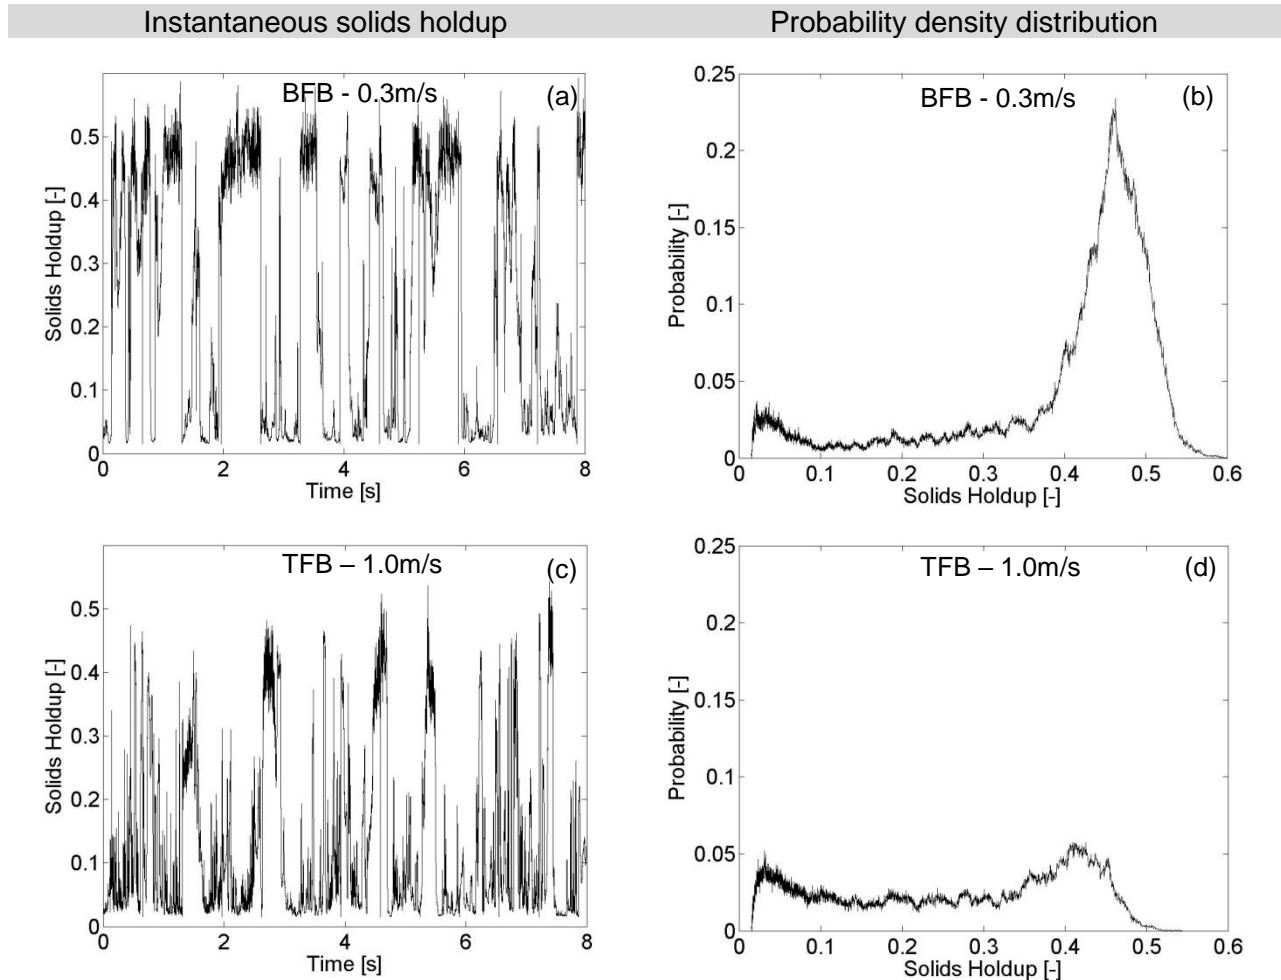 Instantaneous solids holdup
Probability density distribution
BFB - 0.3m/s
(a)
Solids Holdup [-]
0.5
0.4
0.3
0.2
0.1
0
0 2 4 6 8
Time [s]
BFB - 0.3m/s
(b)
Probability [-]
0.25
0.2
0.15
0.1
0.05
0
0 0.1 0.2 0.3 0.4 0.5 0.6
Solids Holdup [-]
TFB – 1.0m/s
(c)
Solids Holdup [-]
0.5
0.4
0.3
0.2
0.1
0
0 2 4 6 8
Time [s]
TFB – 1.0m/s
(d)
Probability [-]
0.25
0.2
0.15
0.1
0.05
0
0 0.1 0.2 0.3 0.4 0.5 0.6
Solids Holdup [-]